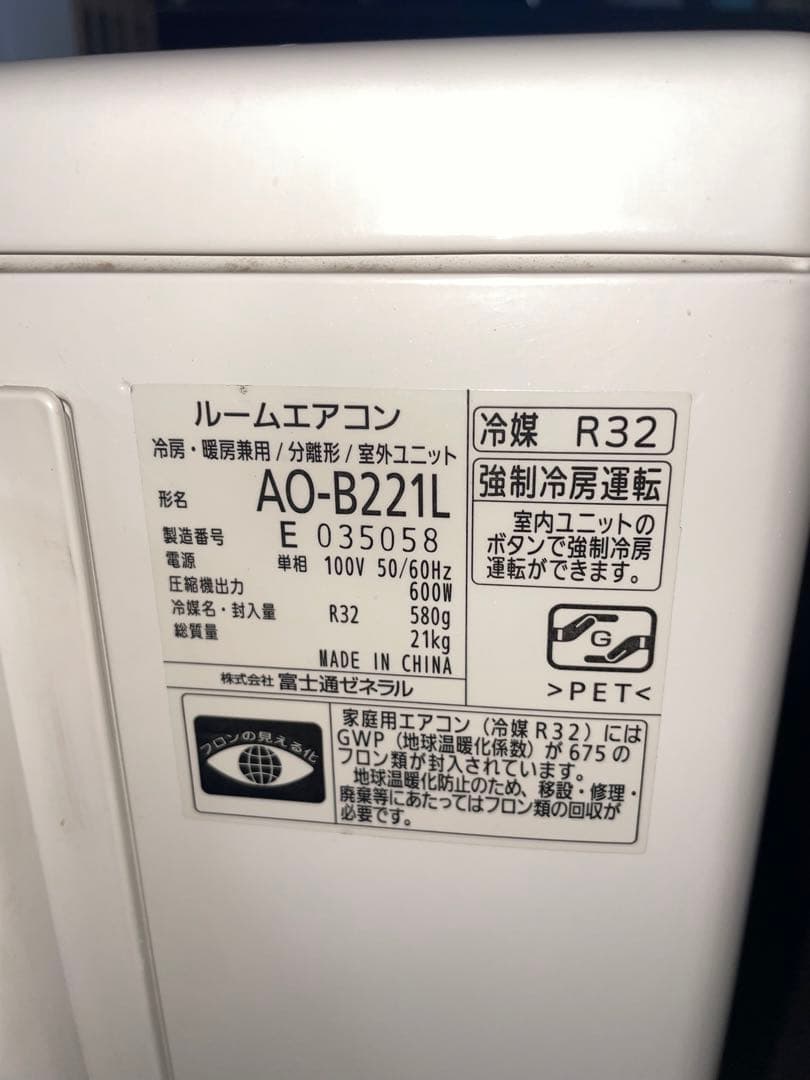 ルームエアコン
冷房・暖房兼用/分離形/室外ユニット
形名 AO-B221L
製造番号 E 035058
電源 単相 100V 50/60Hz
圧縮機出力 600W
冷媒名・封入量 R32 580g
総質量 21kg
MADE IN CHINA
株式会社 富士通ゼネラル
冷媒 R32
強制冷房運転
室内ユニットの
ボタンで強制冷房
運転ができます。
G
>PET<
フロンの見える化
家庭用エアコン(冷媒R32)には
GWP(地球温暖化係数)が675の
フロン類が封入されています。
地球温暖化防止のため、移設・修理・
廃棄等にあたってはフロン類の回収が
必要です。